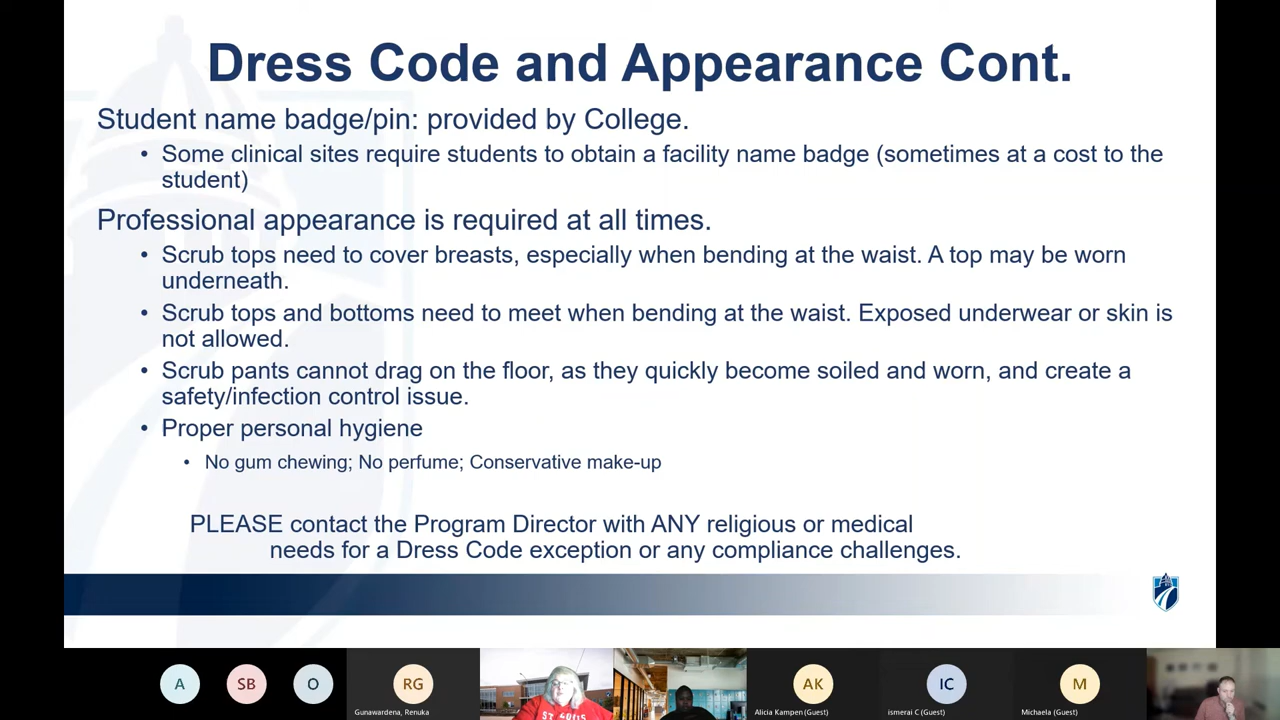 Dress Code and Appearance Cont.
Student name badge/pin: provided by College.
• Some clinical sites require students to obtain a facility name badge (sometimes at a cost to the
student)
Professional appearance is required at all times.
• Scrub tops need to cover breasts, especially when bending at the waist. A top may be worn
underneath.
• Scrub tops and bottoms need to meet when bending at the waist. Exposed underwear or skin is
not allowed.
• Scrub pants cannot drag on the floor, as they quickly become soiled and worn, and create a
safety/infection control issue.
• Proper personal hygiene
• No gum chewing; No perfume; Conservative make-up
PLEASE contact the Program Director with ANY religious or medical
needs for a Dress Code exception or any compliance challenges.
A SB O RG AK IC M
ST. LOUIS
Gunawardena, Renuka Alicia Kampen (Guest) ismerai C (Guest) Michaela (Guest)